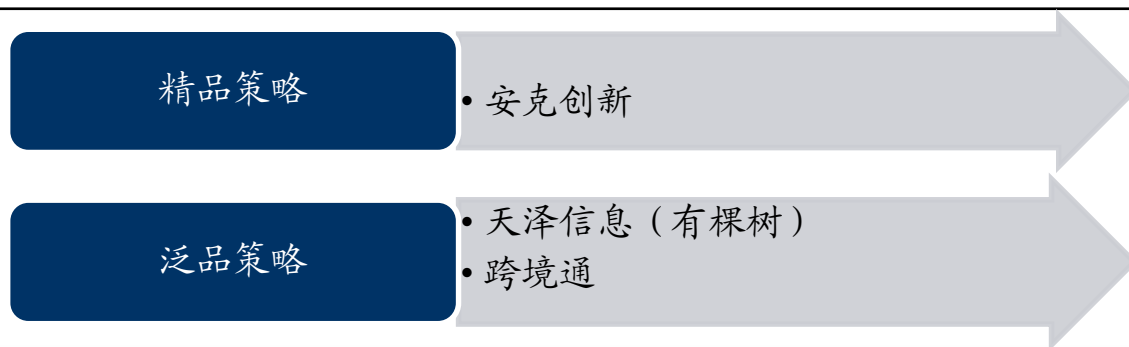 精品策略
• 安克创新
泛品策略
• 天泽信息（有棵树）
• 跨境通